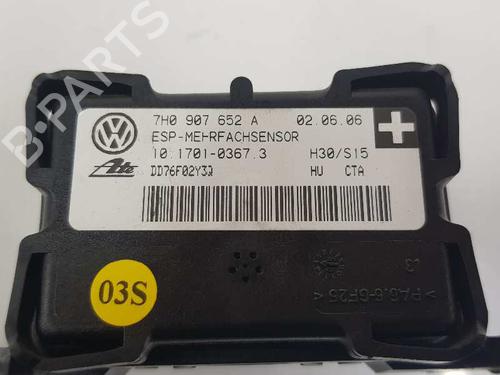 7H0 907 652 A 02.06.06
ESP-MEHRFACHSENSOR
10.1701-0367.3 H30/S15
Ate DD76F02Y3Q HU CTA
03S
>PA6.6-GF25<
B-Parts